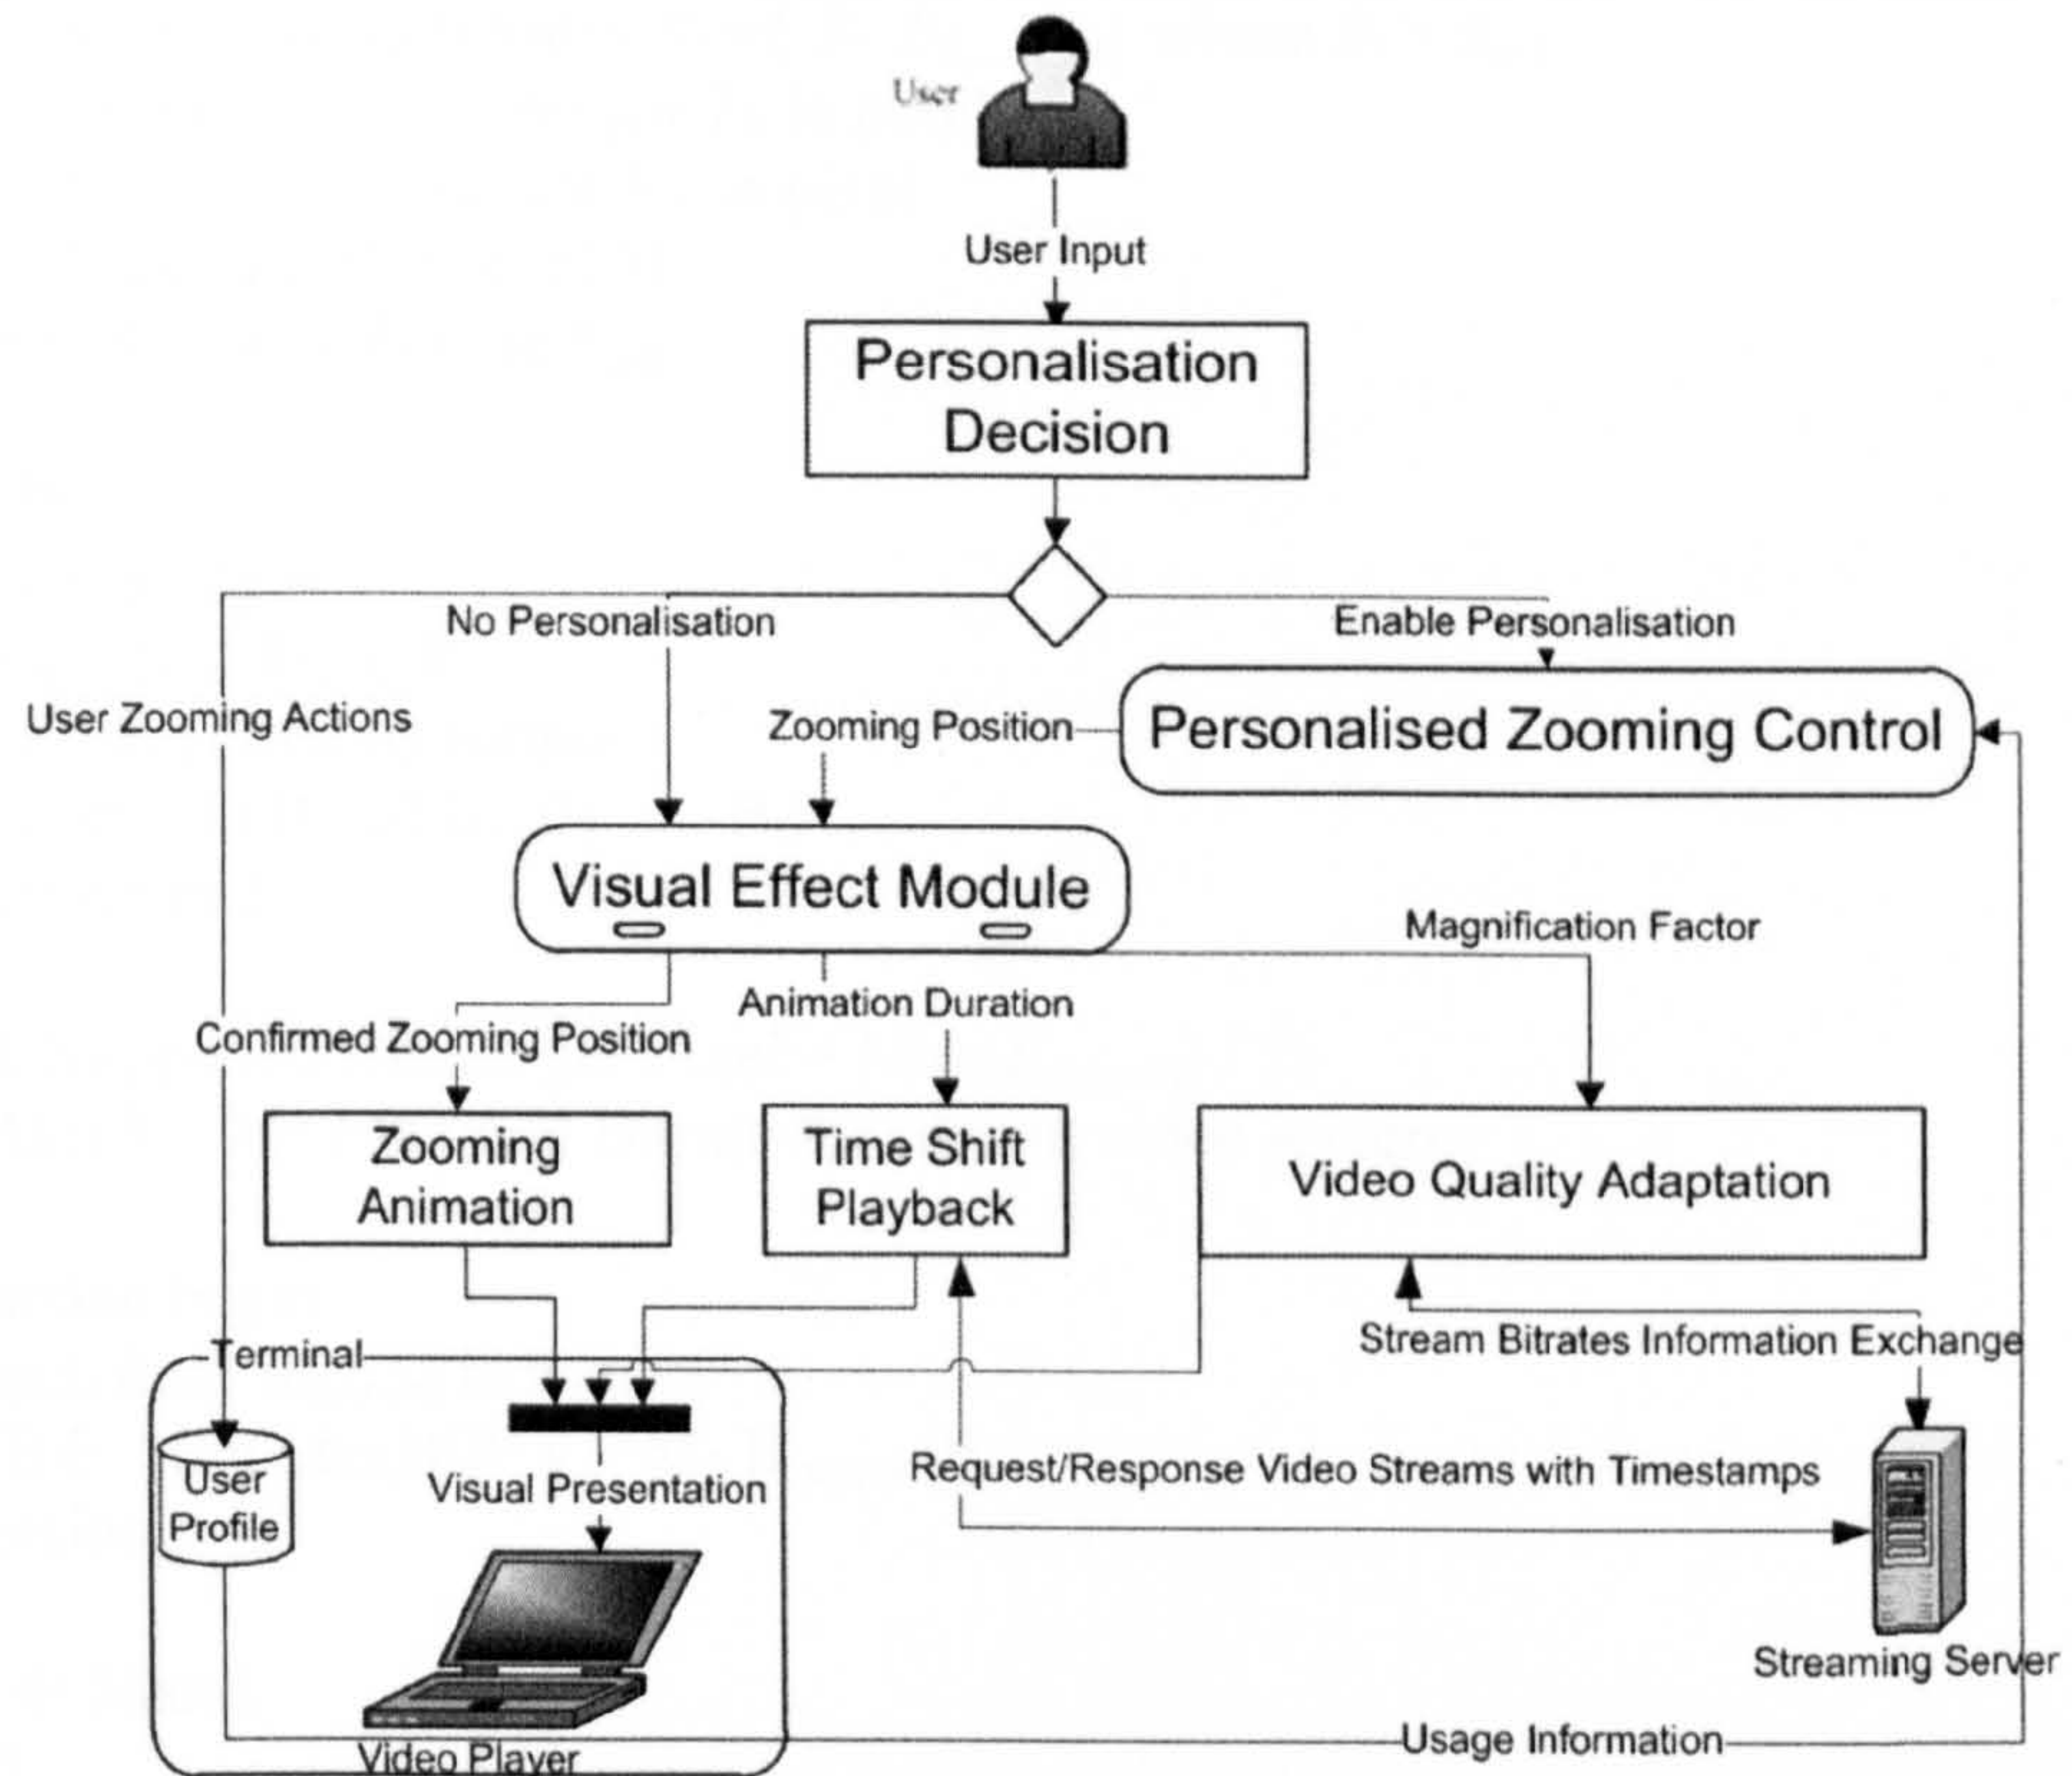 User
User Input
Personalisation
Decision
No Personalisation
Enable Personalisation
User Zooming Actions
Zooming Position
Personalised Zooming Control
Visual Effect Module
Magnification Factor
Animation Duration
Confirmed Zooming Position
Zooming
Animation
Time Shift
Playback
Video Quality Adaptation
Stream Bitrates Information Exchange
Terminal
User
Profile
Visual Presentation
Request/Response Video Streams with Timestamps
Streaming Server
Usage Information
Video Player